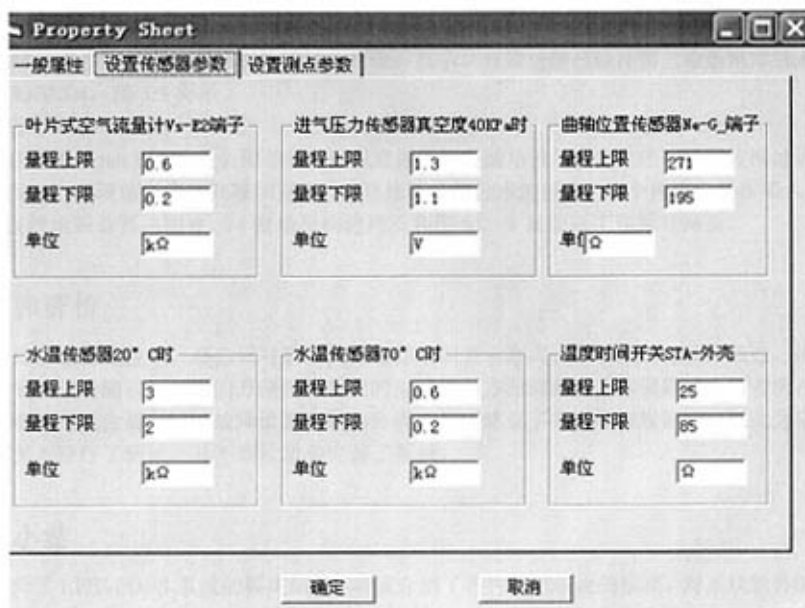 Property Sheet
一般属性 设置传感器参数 设置测点参数
叶片式空气流量计Vs-E2端子
量程上限 0.6
量程下限 0.2
单位 kΩ
进气压力传感器真空度40KPa时
量程上限 1.3
量程下限 1.1
单位 V
曲轴位置传感器Ne-G_端子
量程上限 271
量程下限 195
单 Ω
水温传感器20°C时
量程上限 3
量程下限 2
单位 kΩ
水温传感器70°C时
量程上限 0.6
量程下限 0.2
单位 kΩ
温度时间开关STA-外壳
量程上限 25
量程下限 85
单位 Ω
确定 取消